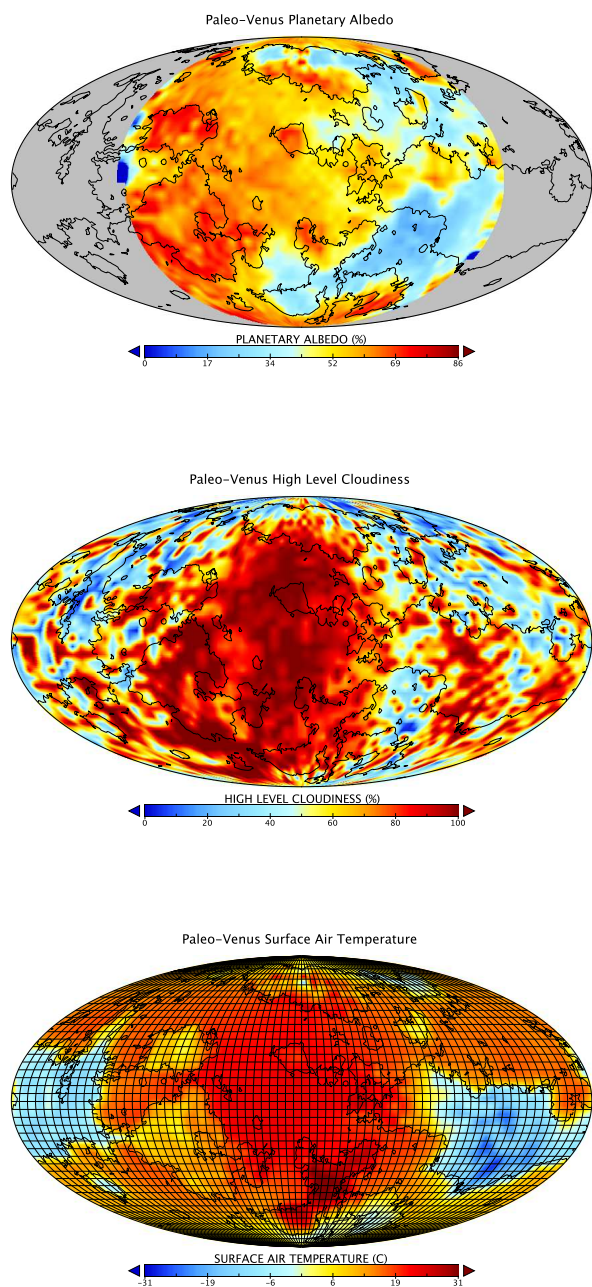 Paleo-Venus Planetary Albedo
PLANETARY ALBEDO (%)
0 17 34 52 69 86
Paleo-Venus High Level Cloudiness
HIGH LEVEL CLOUDINESS (%)
0 20 40 60 80 100
Paleo-Venus Surface Air Temperature
SURFACE AIR TEMPERATURE (C)
-31 -19 -6 6 19 31